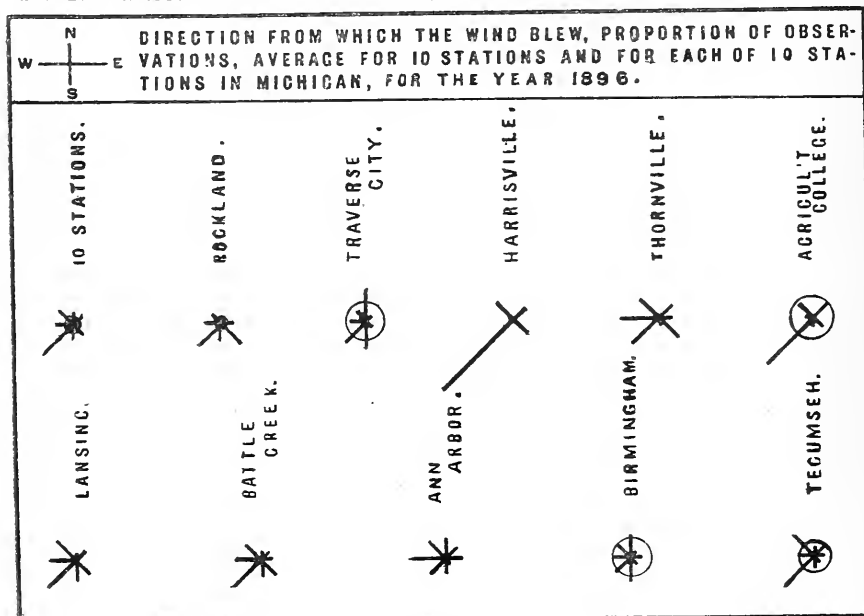 N
W E
S
DIRECTION FROM WHICH THE WIND BLEW, PROPORTION OF OBSER-
VATIONS, AVERAGE FOR 10 STATIONS AND FOR EACH OF 10 STA-
TIONS IN MICHIGAN, FOR THE YEAR 1896.
10 STATIONS.
ROCKLAND.
TRAVERSE
CITY.
HARRISVILLE.
THORNVILLE.
AGRICUL'T
COLLEGE.
LANSING.
BATTLE
CREEK.
ANN
ARBOR.
BIRMINGHAM.
TECUMSEH.